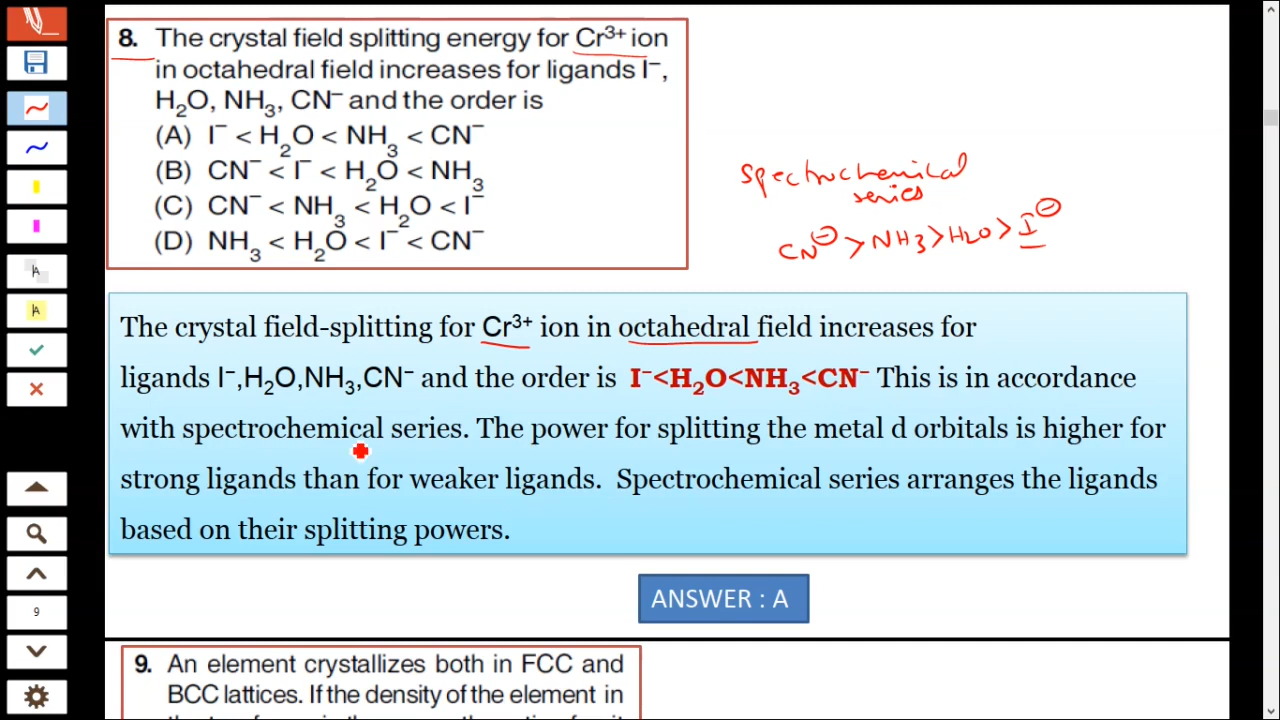 8. The crystal field splitting energy for Cr³⁺ ion
in octahedral field increases for ligands I⁻,
H₂O, NH₃, CN⁻ and the order is
(A) I⁻ < H₂O < NH₃ < CN⁻
(B) CN⁻ < I⁻ < H₂O < NH₃
(C) CN⁻ < NH₃ < H₂O < I⁻
(D) NH₃ < H₂O < I⁻ < CN⁻
Spectrochemical
series
CN⊖ > NH3 > H2O > I⊖
The crystal field-splitting for Cr³⁺ ion in octahedral field increases for
ligands I⁻,H₂O,NH₃,CN⁻ and the order is I⁻<H₂O<NH₃<CN⁻ This is in accordance
with spectrochemical series. The power for splitting the metal d orbitals is higher for
strong ligands than for weaker ligands. Spectrochemical series arranges the ligands
based on their splitting powers.
ANSWER : A
9
9. An element crystallizes both in FCC and
BCC lattices. If the density of the element in